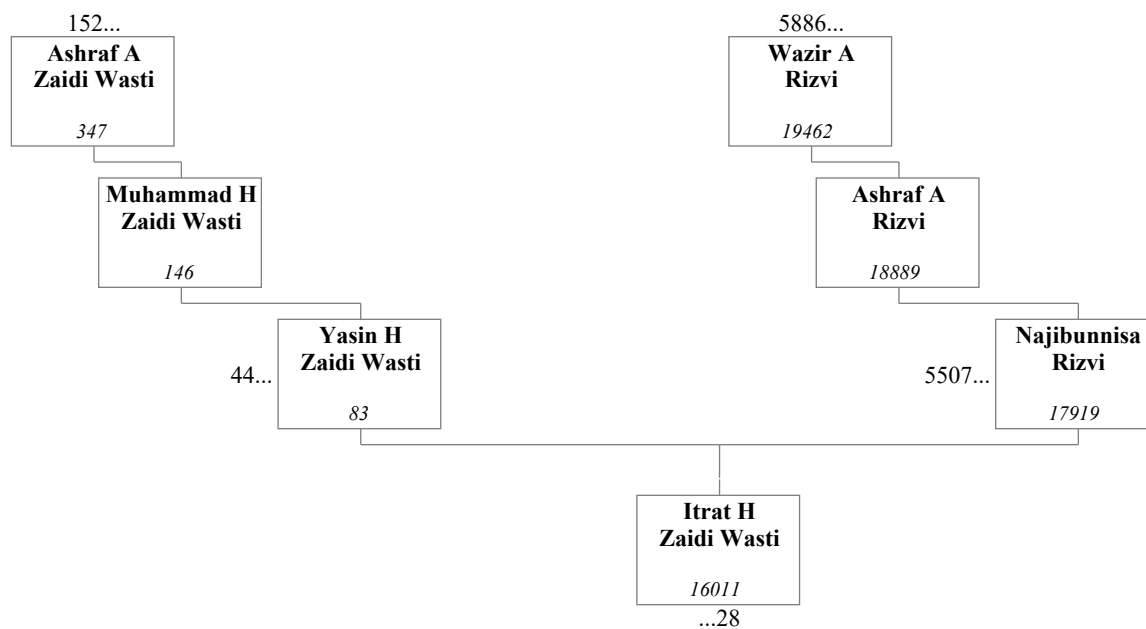 152...
Ashraf A
Zaidi Wasti
347
5886...
Wazir A
Rizvi
19462
Muhammad H
Zaidi Wasti
146
Ashraf A
Rizvi
18889
44...
Yasin H
Zaidi Wasti
83
5507...
Najibunnisa
Rizvi
17919
Itrat H
Zaidi Wasti
16011
...28